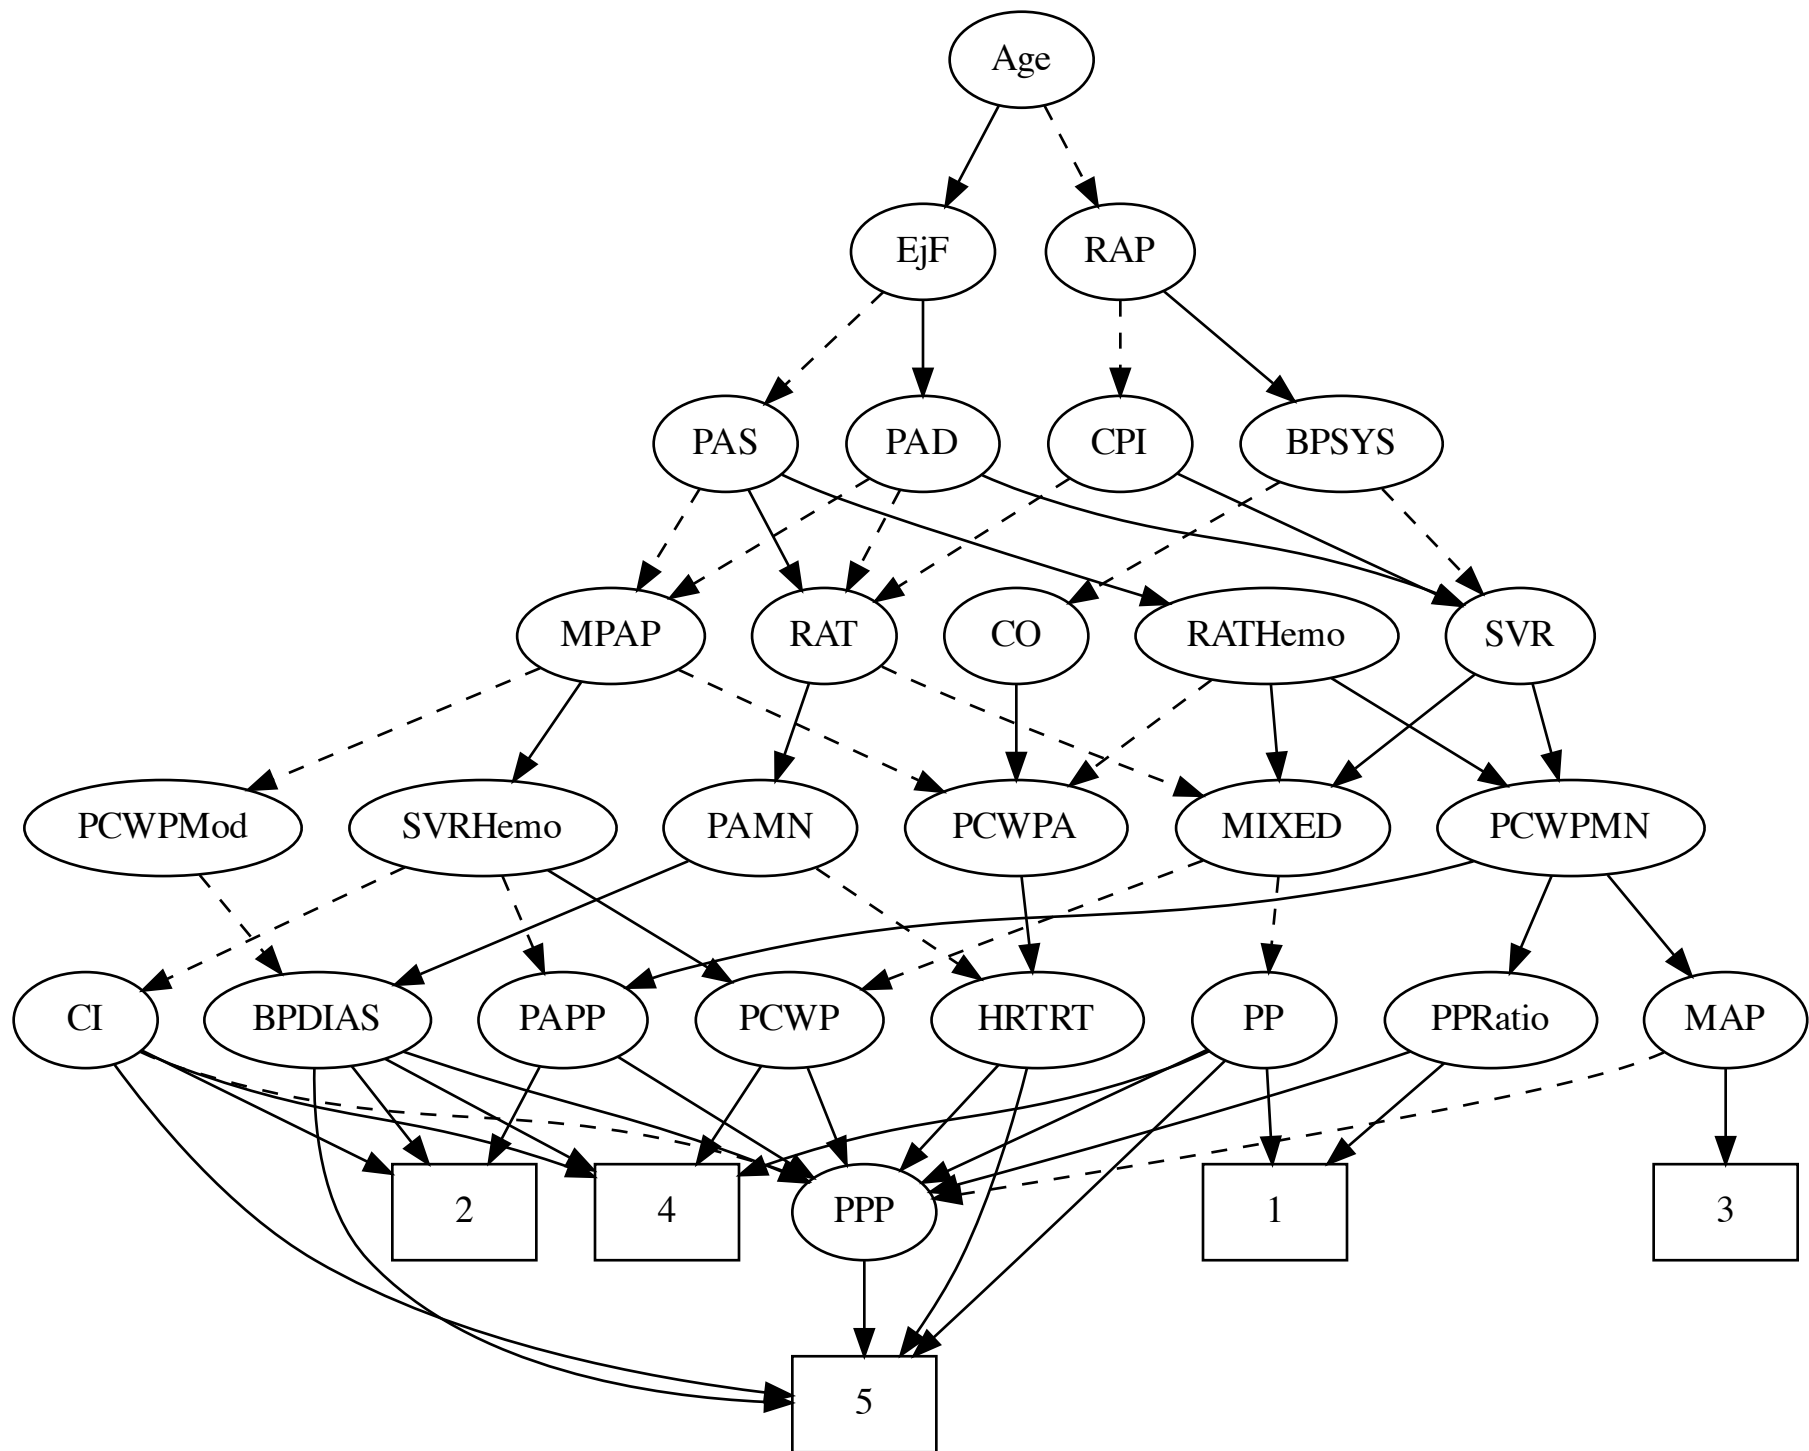 Age
EjF
RAP
PAS
PAD
CPI
BPSYS
MPAP
RAT
CO
RATHemo
SVR
PCWPMod
SVRHemo
PAMN
PCWPA
MIXED
PCWPMN
CI
BPDIAS
PAPP
PCWP
HRTRT
PP
PPRatio
MAP
2
4
PPP
1
3
5